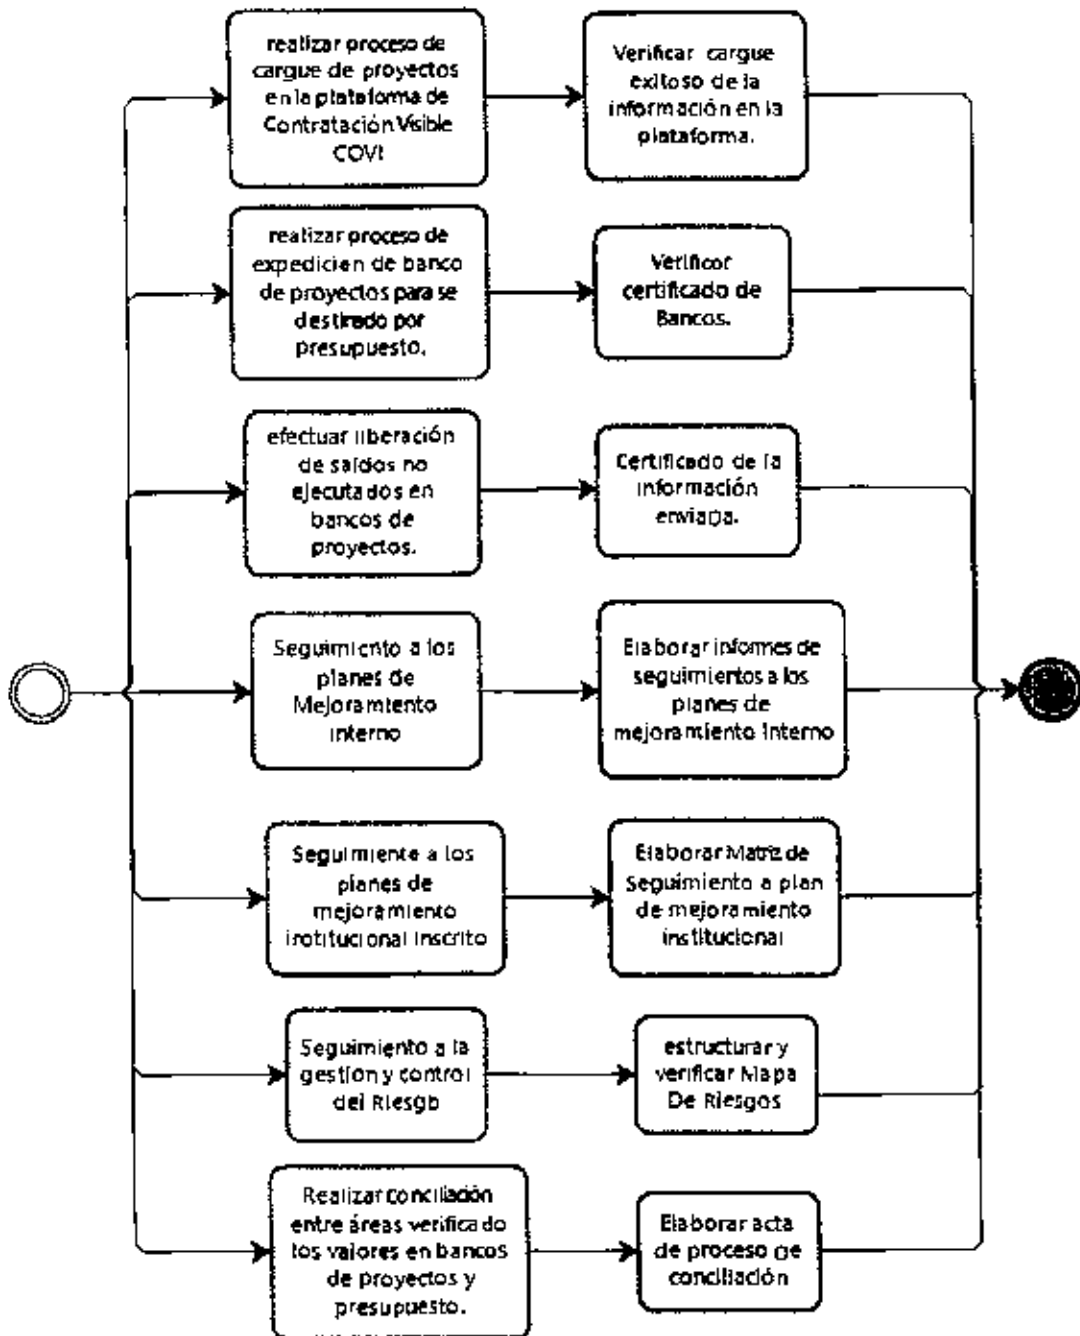 realizar proceso de
cargue de proyectos
en la plataforma de
Contratación Visible
COVI
Verificar cargue
exitoso de la
información en la
plataforma.
realizar proceso de
expedicien de banco
de proyectos para se
destinado por
presupuesto.
Verificar
certificado de
Bancos.
efectuar liberación
de saldos no
ejecutados en
bancos de
proyectos.
Certificado de la
información
enviada.
Seguimiento a los
planes de
Mejoramiento
interno
Elaborar informes de
seguimientos a los
planes de
mejoramiento Interno
Seguimiente a los
planes de
mejoramiento
institucional Inscrito
Elaborar Matriz de
Seguimiento a plan
de mejoramiento
institucional
Seguimiento a la
gestión y control
del Riesgo
estructurar y
verificar Mapa
De Riesgos
Realizar conciliación
entre áreas verificado
los valores en bancos
de proyectos y
presupuesto.
Elaborar acta
de proceso de
conciliación